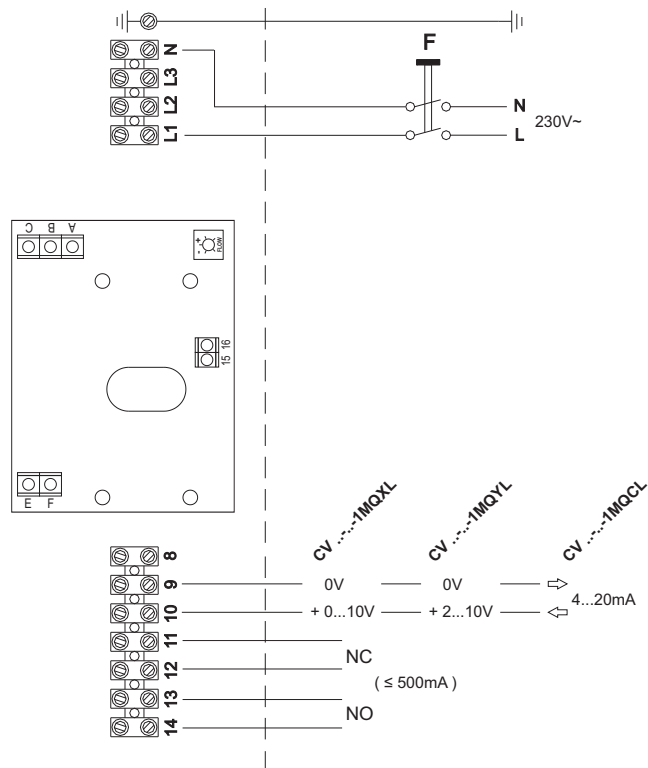 N
L3
L2
L1
F
N
230V~
L
C B A
- +
FLOW
16
15
E F
CV ..-..-1MQXL
CV ..-..-1MQYL
CV ..-..-1MQCL
8
9
0V
0V
10
+ 0...10V
+ 2...10V
4...20mA
11
NC
12
( ≤ 500mA )
13
NO
14